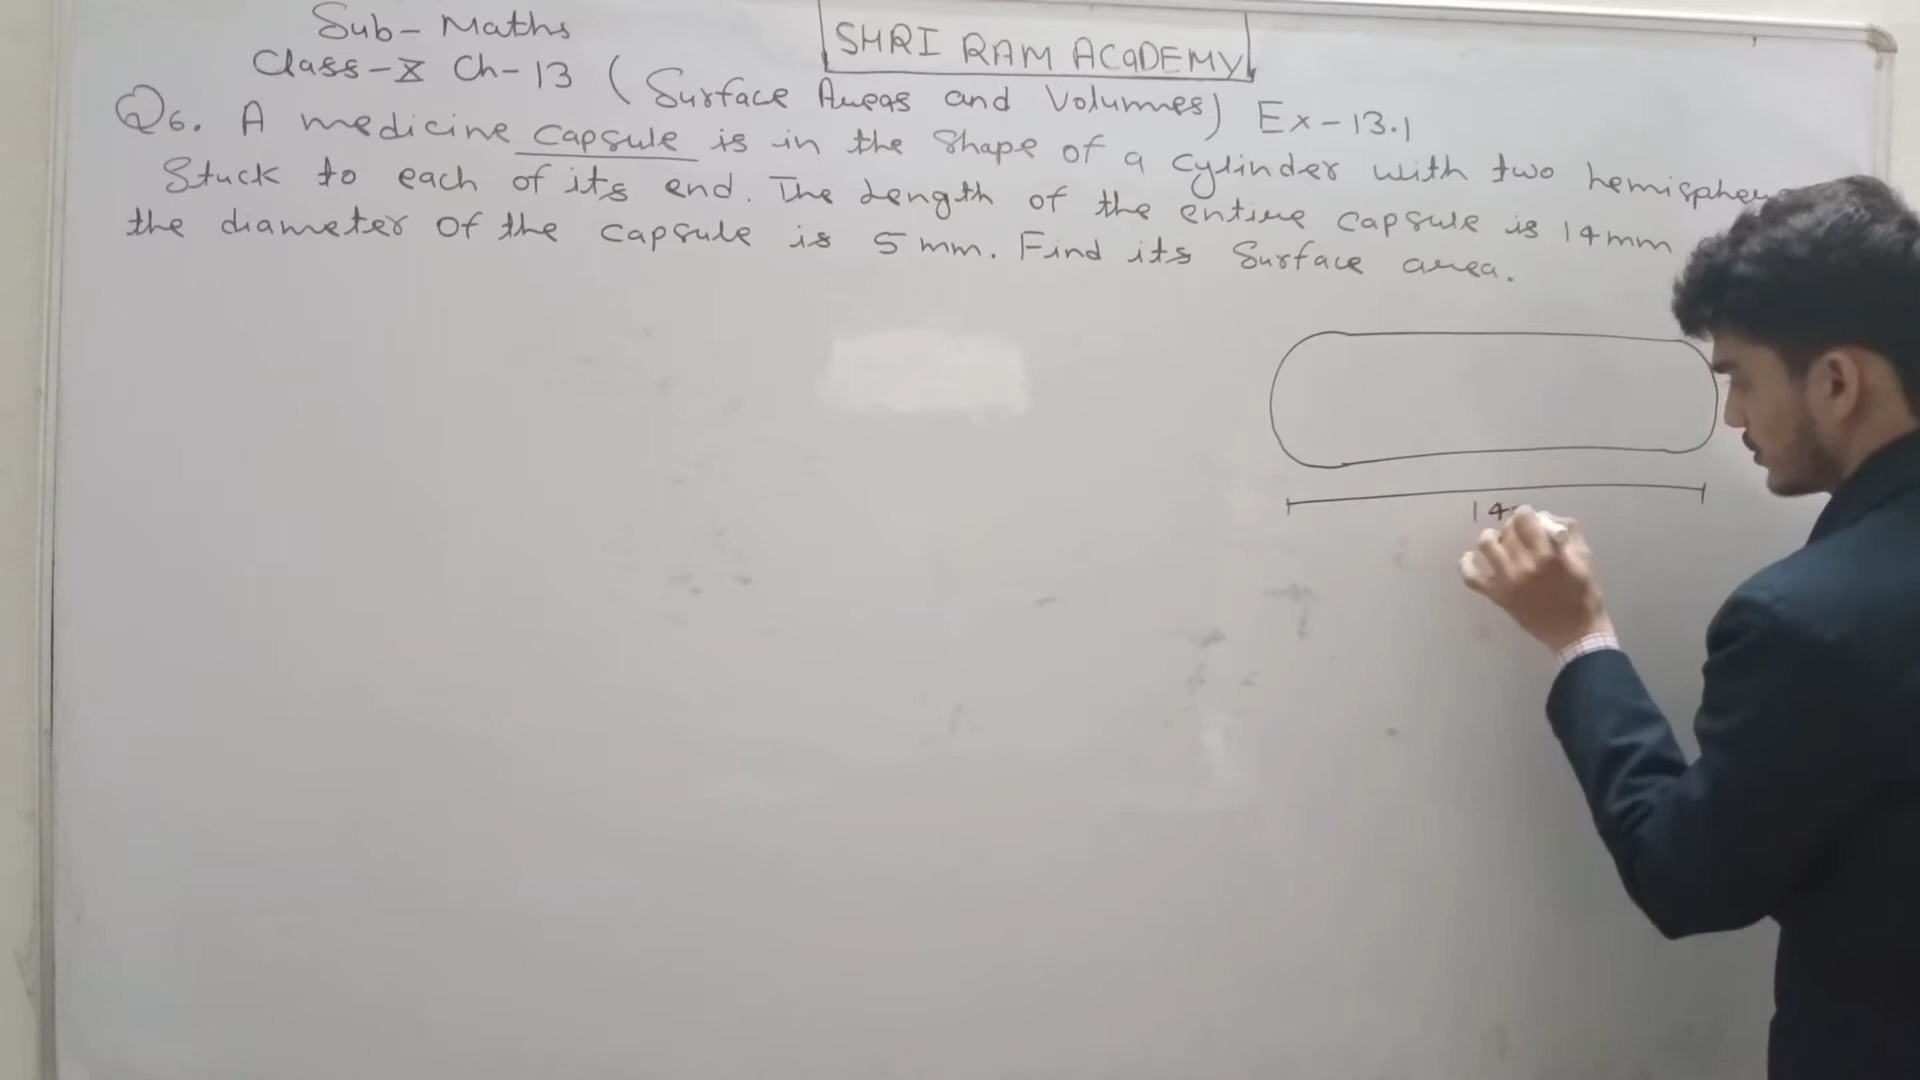 Sub- Maths
SHRI RAM ACADEMY
Class-X Ch-13 (Surface Areas and Volumes) Ex-13.1
Q6. A medicine capsule is in the shape of a cylinder with two
Stuck to each of its end. The Length of the entire capsule is 14mm
the diameter of the capsule is 5mm. Find its Surface area.
14